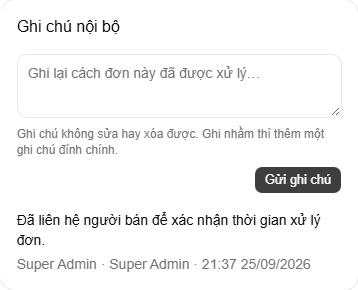 Ghi chú nội bộ
Ghi lại cách đơn này đã được xử lý…
Ghi chú không sửa hay xóa được. Ghi nhầm thì thêm một
ghi chú đính chính.
Gửi ghi chú
Đã liên hệ người bán để xác nhận thời gian xử lý
đơn.
Super Admin · Super Admin · 21:37 25/09/2026